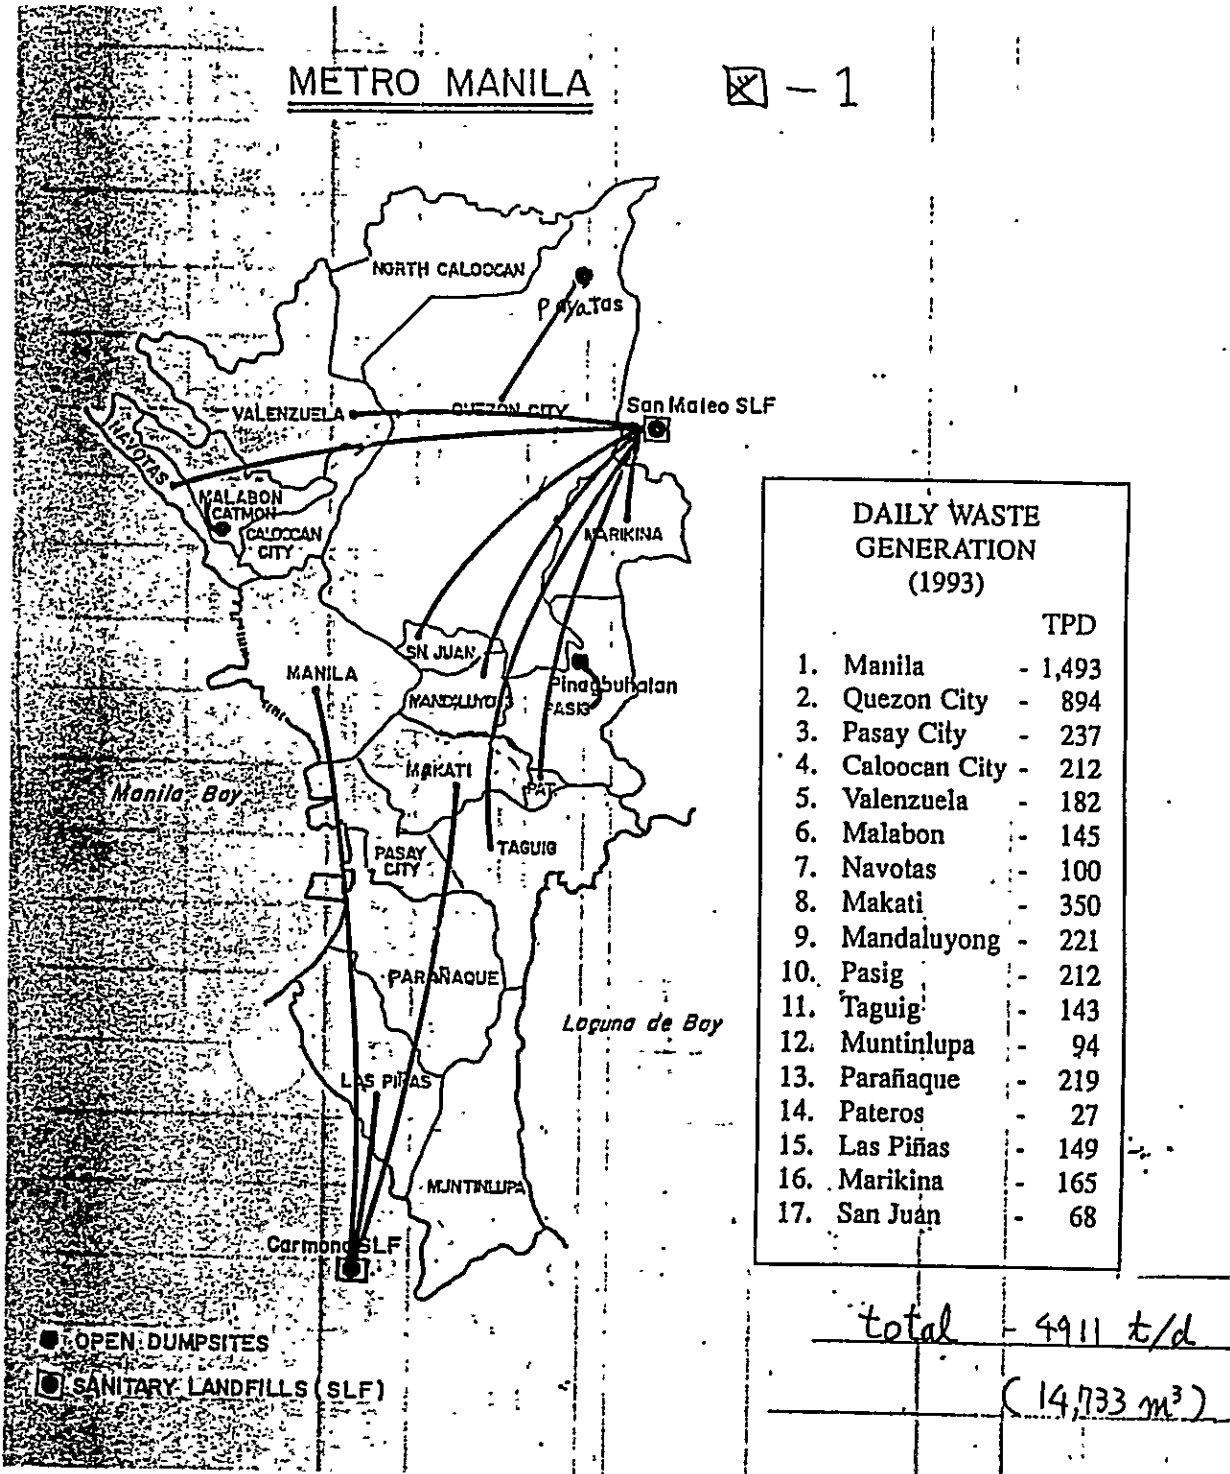 METRO MANILA
図 - 1
NORTH CALOOCAN
Payatas
VALENZUELA
QUEZON CITY
San Mateo SLF
NAVOTAS
MALABON
CATMON
CALOOCAN
CITY
MARIKINA
SN JUAN
MANILA
MANDALUYO
Pinagbuhatan
PASIG
MAKATI
PAT.
Manila Bay
PASAY
CITY
TAGUIG
PARAÑAQUE
Laguna de Bay
LAS PIÑAS
MUNTINLUPA
Carmona SLF
OPEN DUMPSITES
SANITARY LANDFILLS (SLF)
DAILY WASTE
GENERATION
(1993)
TPD
1. Manila - 1,493
2. Quezon City - 894
3. Pasay City - 237
4. Caloocan City - 212
5. Valenzuela - 182
6. Malabon - 145
7. Navotas - 100
8. Makati - 350
9. Mandaluyong - 221
10. Pasig - 212
11. Taguig - 143
12. Muntinlupa - 94
13. Parañaque - 219
14. Pateros - 27
15. Las Piñas - 149
16. Marikina - 165
17. San Juan - 68
total - 4911 t/d
(14,733 m³)